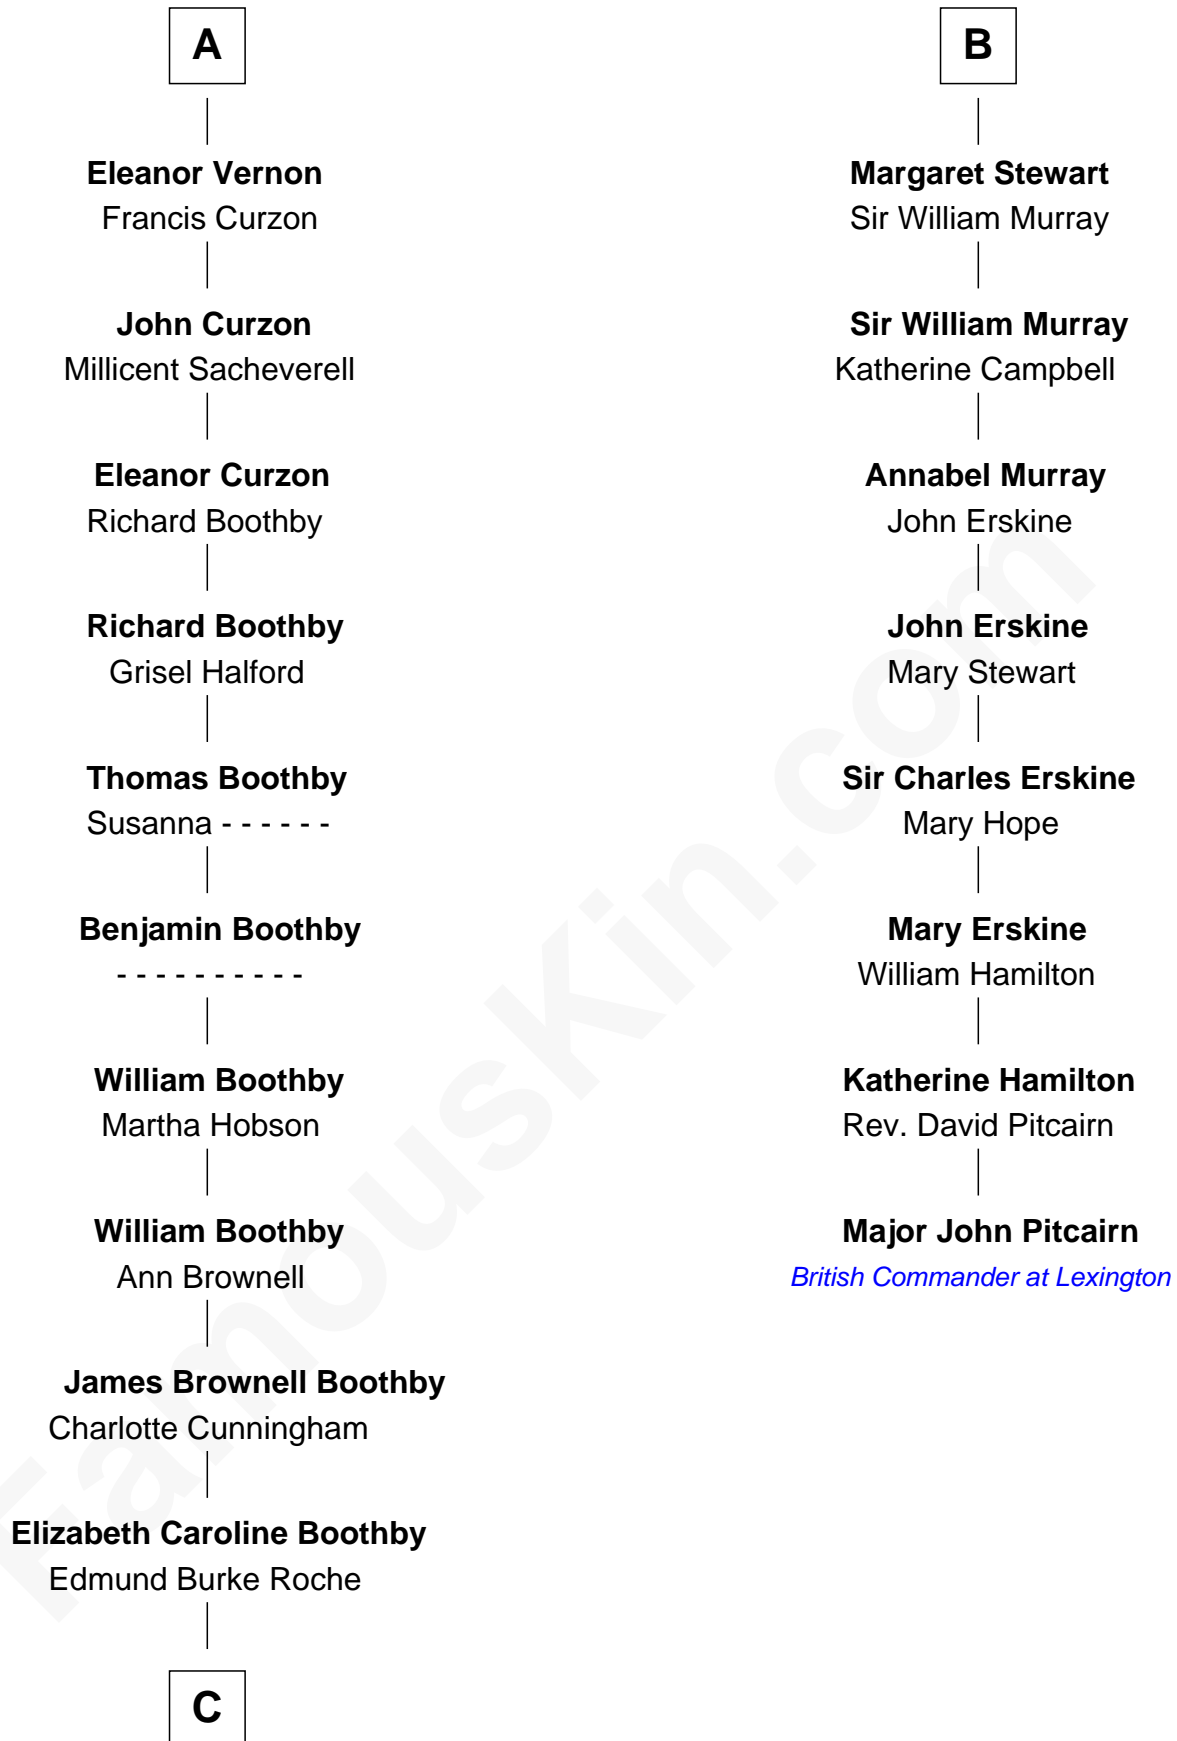 A
Eleanor Vernon
Francis Curzon
John Curzon
Millicent Sacheverell
Eleanor Curzon
Richard Boothby
Richard Boothby
Grisel Halford
Thomas Boothby
Susanna - - - - - -
Benjamin Boothby
- - - - - - - - - -
William Boothby
Martha Hobson
William Boothby
Ann Brownell
James Brownell Boothby
Charlotte Cunningham
Elizabeth Caroline Boothby
Edmund Burke Roche
C
B
Margaret Stewart
Sir William Murray
Sir William Murray
Katherine Campbell
Annabel Murray
John Erskine
John Erskine
Mary Stewart
Sir Charles Erskine
Mary Hope
Mary Erskine
William Hamilton
Katherine Hamilton
Rev. David Pitcairn
Major John Pitcairn
British Commander at Lexington
FamousKin.com